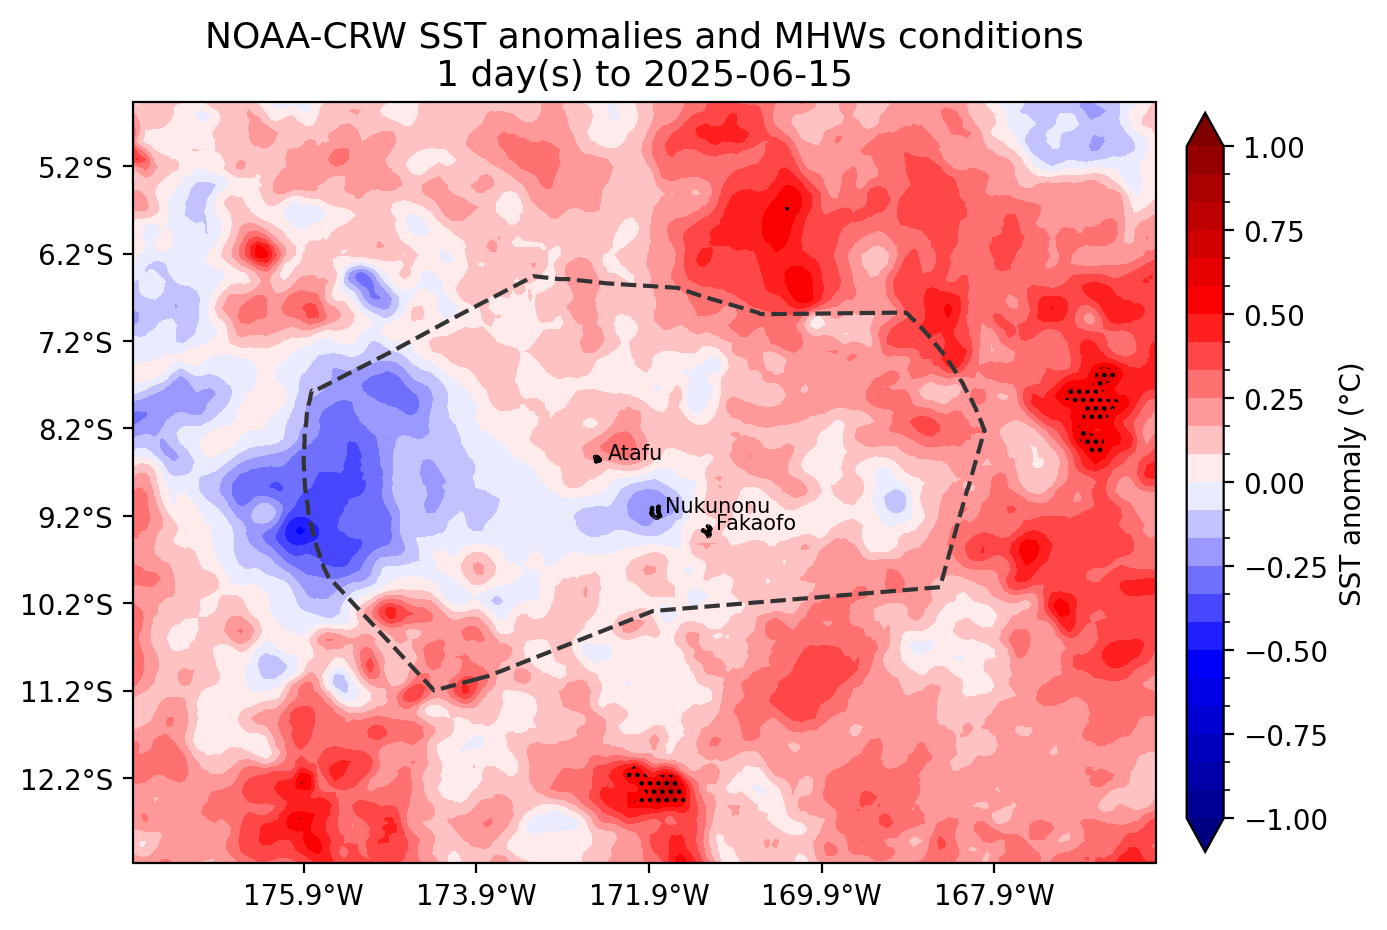 NOAA-CRW SST anomalies and MHWs conditions
1 day(s) to 2025-06-15
5.2°S
6.2°S
7.2°S
8.2°S
9.2°S
10.2°S
11.2°S
12.2°S
Atafu
Nukunonu
Fakaofo
175.9°W
173.9°W
171.9°W
169.9°W
167.9°W
1.00
0.75
0.50
0.25
0.00
−0.25
−0.50
−0.75
−1.00
SST anomaly (°C)